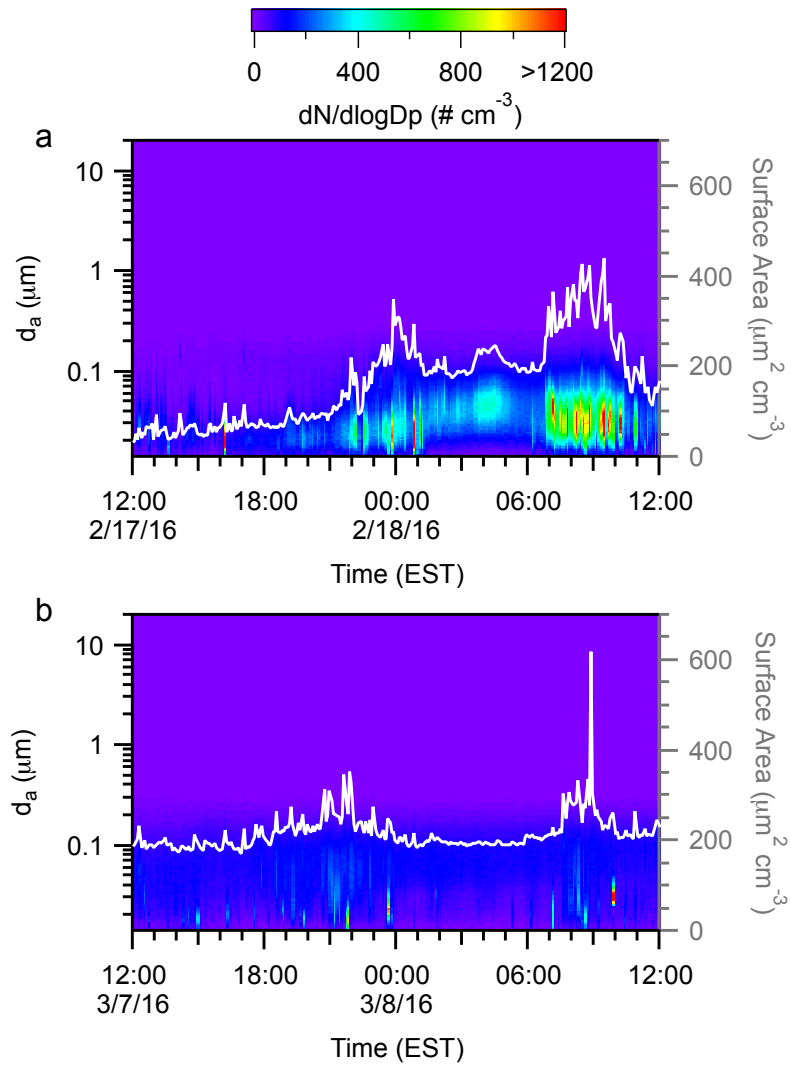 0 400 800 >1200
dN/dlogDp (# cm-3)
a
10
1
0.1
da (μm)
600
400
200
0
Surface Area (μm2 cm-3)
12:00 18:00 00:00 06:00 12:00
2/17/16 2/18/16
Time (EST)
b
10
1
0.1
da (μm)
600
400
200
0
Surface Area (μm2 cm-3)
12:00 18:00 00:00 06:00 12:00
3/7/16 3/8/16
Time (EST)